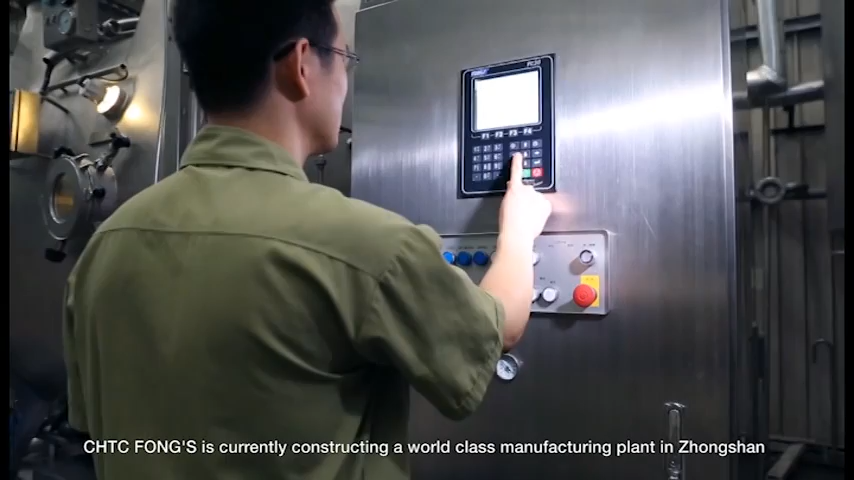 F1 F2 F3 F4
CHTC FONG'S is currently constructing a world class manufacturing plant in Zhongshan